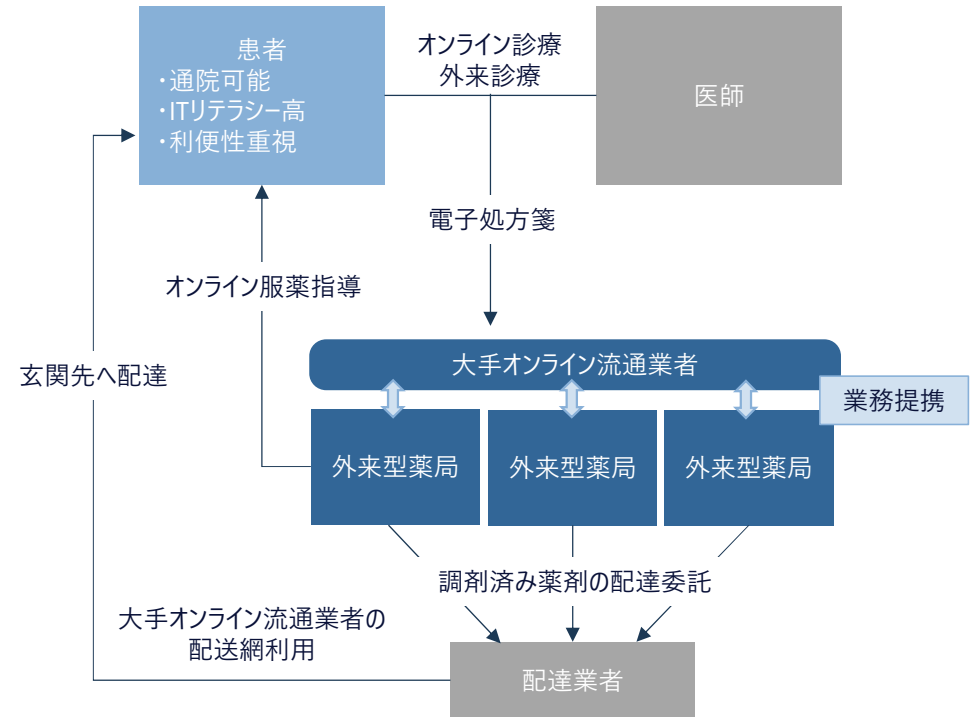 患者
・通院可能
・ITリテラシー高
・利便性重視
オンライン診療
外来診療
医師
電子処方箋
オンライン服薬指導
玄関先へ配達
大手オンライン流通業者
業務提携
外来型薬局
外来型薬局
外来型薬局
調剤済み薬剤の配達委託
大手オンライン流通業者の
配送網利用
配達業者